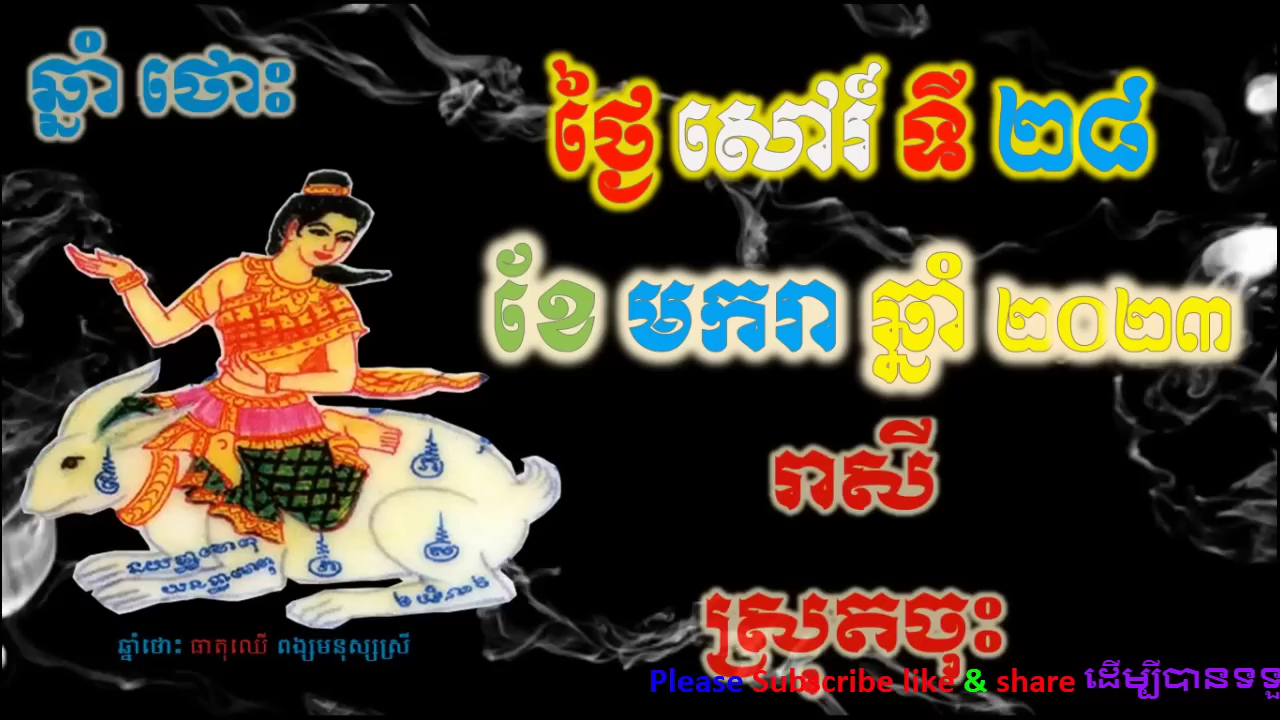 ឆ្នាំ ថោះ
ថ្ងៃ សៅរ៍ ទី ២៨
ខែ មករា ឆ្នាំ ២០២៣
រាសី
ស្រុតចុះ
ឆ្នាំថោះ ធាតុឈើ ពង្យមនុស្សស្រី
Please Subscribe like & share ដើម្បីបានទទួ